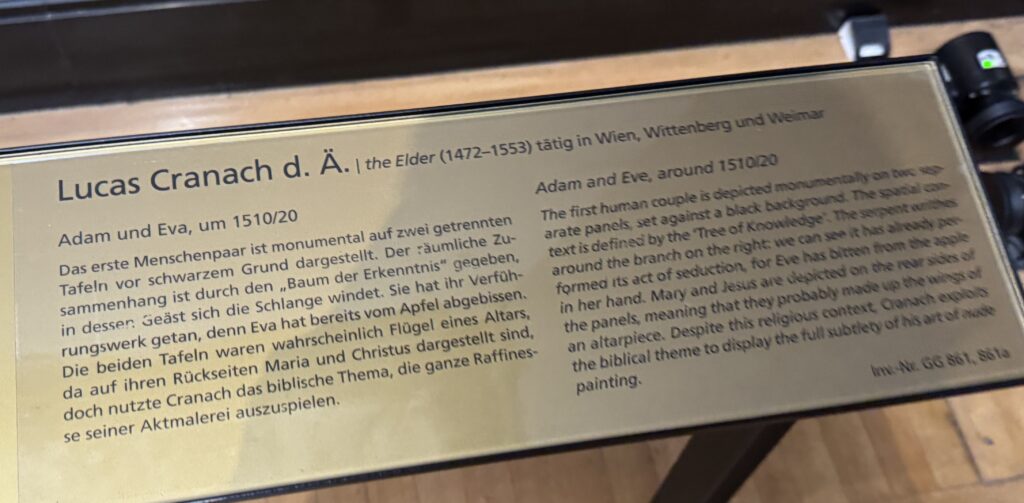 Lucas Cranach d. Ä. | the Elder (1472–1553) tätig in Wien, Wittenberg und Weimar
Adam und Eva, um 1510/20
Das erste Menschenpaar ist monumental auf zwei getrennten
Tafeln vor schwarzem Grund dargestellt. Der räumliche Zu-
sammenhang ist durch den „Baum der Erkenntnis“ gegeben,
in dessen Geäst sich die Schlange windet. Sie hat ihr Verfüh-
rungswerk getan, denn Eva hat bereits vom Apfel abgebissen.
Die beiden Tafeln waren wahrscheinlich Flügel eines Altars,
da auf ihren Rückseiten Maria und Christus dargestellt sind,
doch nutzte Cranach das biblische Thema, die ganze Raffines-
se seiner Aktmalerei auszuspielen.
Adam and Eve, around 1510/20
The first human couple is depicted monumentally on two sep-
arate panels, set against a black background. The spatial con-
text is defined by the ‘Tree of Knowledge’. The serpent writhes
around the branch on the right: we can see it has already per-
formed its act of seduction, for Eve has bitten from the apple
in her hand. Mary and Jesus are depicted on the rear sides of
the panels, meaning that they probably made up the wings of
an altarpiece. Despite this religious context, Cranach exploits
the biblical theme to display the full subtlety of his art of nude
painting.
Inv.-Nr. GG 861, 861a